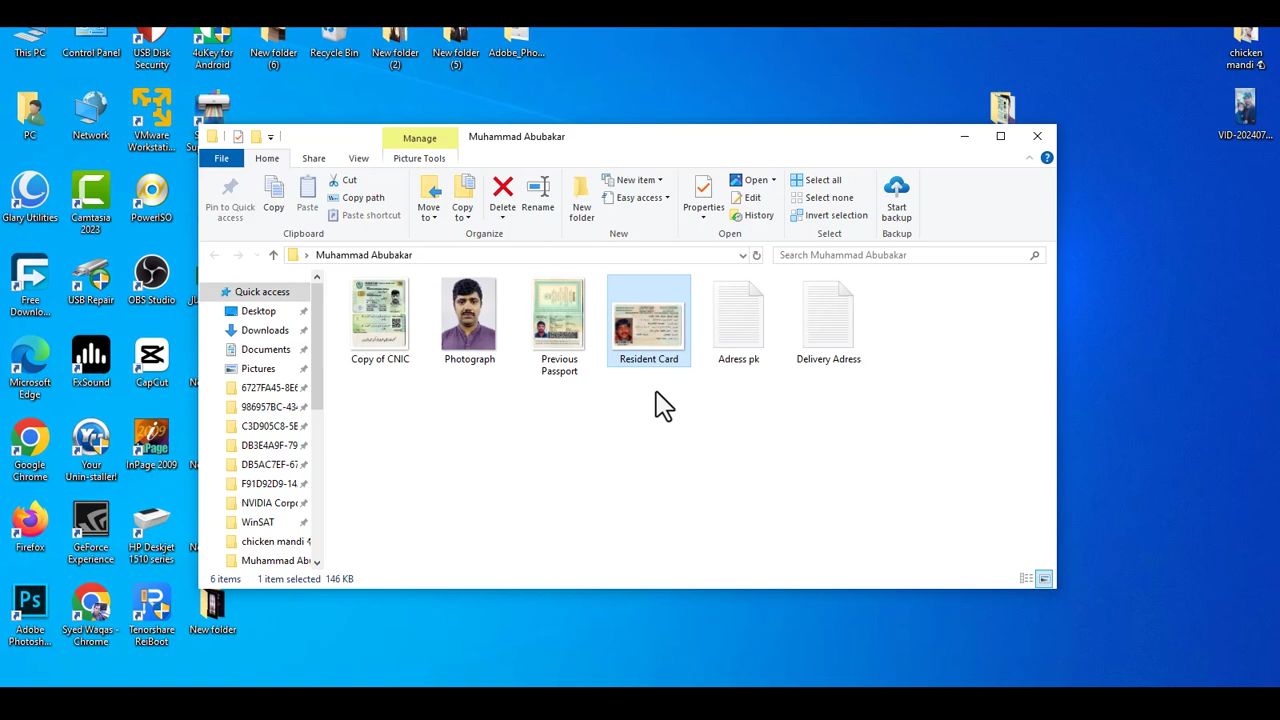 This PC
Control Panel
USB Disk
Security
4uKey for
Android
New folder
(6)
Recycle Bin
New folder
(2)
New folder
(5)
Adobe_Pho...
chicken
mandi
PC
Network
VMware
Workstati...
VID-202407...
Glary Utilities
Camtasia
2023
PowerISO
Free
Downlo...
USB Repair
OBS Studio
Microsoft
Edge
FxSound
CapCut
Google
Chrome
Your
Unin-staller!
InPage 2009
Firefox
GeForce
Experience
HP Deskjet
1510 series
Ps
Adobe
Photosh...
Syed Waqas -
Chrome
Tenorshare
ReiBoot
New folder
Manage
Muhammad Abubakar
File
Home
Share
View
Picture Tools
Pin to Quick
access
Copy
Paste
Cut
Copy path
Paste shortcut
Clipboard
Move
to
Copy
to
Delete
Rename
Organize
New
folder
New item
Easy access
New
Properties
Open
Edit
History
Open
Select all
Select none
Invert selection
Select
Start
backup
Backup
Muhammad Abubakar
Search Muhammad Abubakar
Quick access
Desktop
Downloads
Documents
Pictures
6727FA45-8E6
986957BC-43
C3D905C8-5E
DB3E4A9F-79
DB5AC7EF-67
F91D92D9-14
NVIDIA Corpo
WinSAT
chicken mandi
Muhammad Abu
Copy of CNIC
Photograph
Previous
Passport
Resident Card
Adress pk
Delivery Adress
6 items
1 item selected 146 KB